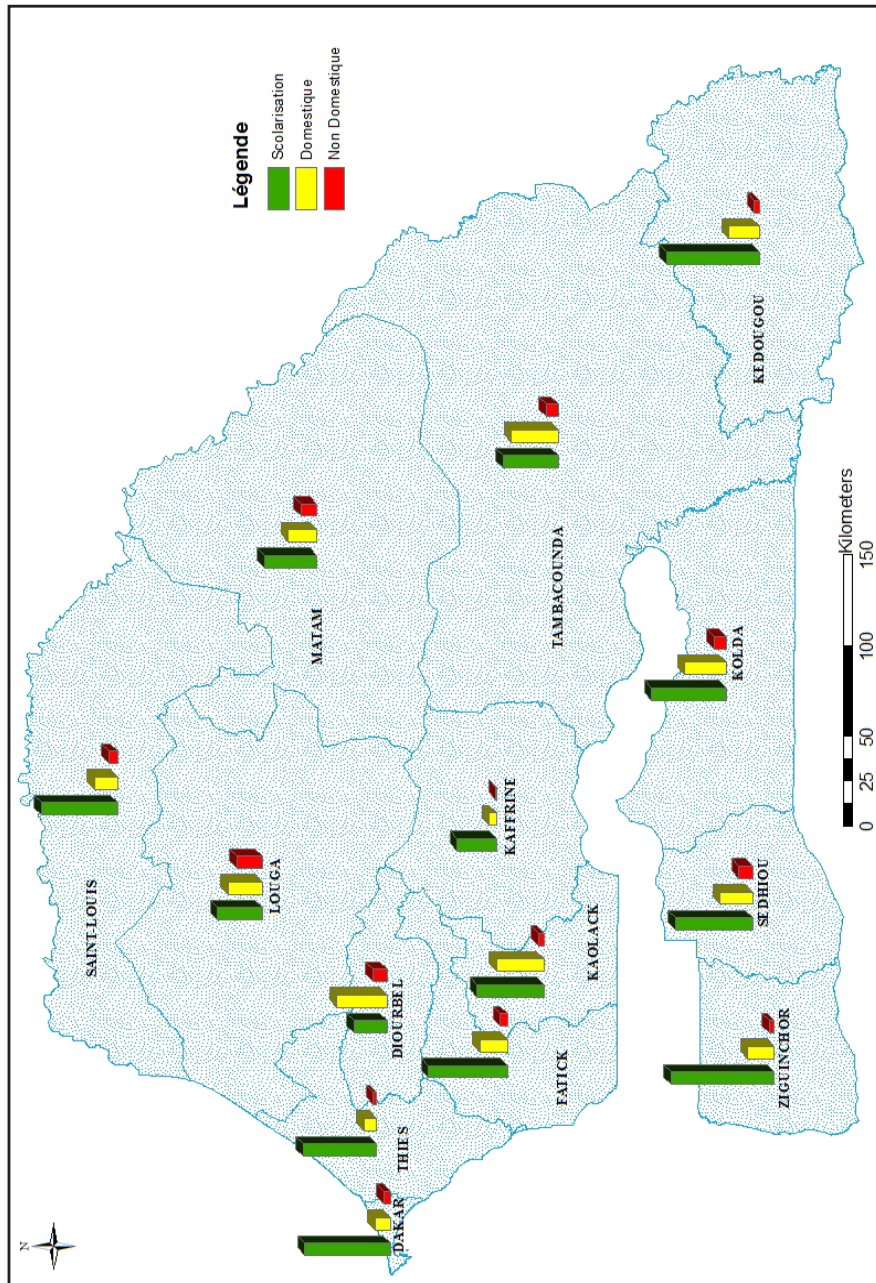 N
Légende
Scolarisation
Domestique
Non Domestique
SAINT-LOUIS
LOUGA
MATAM
DAKAR
THIES
DIOURBEL
FATICK
KAOLACK
KAFFRINE
TAMBACOUNDA
ZIGUINCHOR
SEDHIOU
KOLDA
KEDOUGOU
Kilometers
0 25 50 100 150